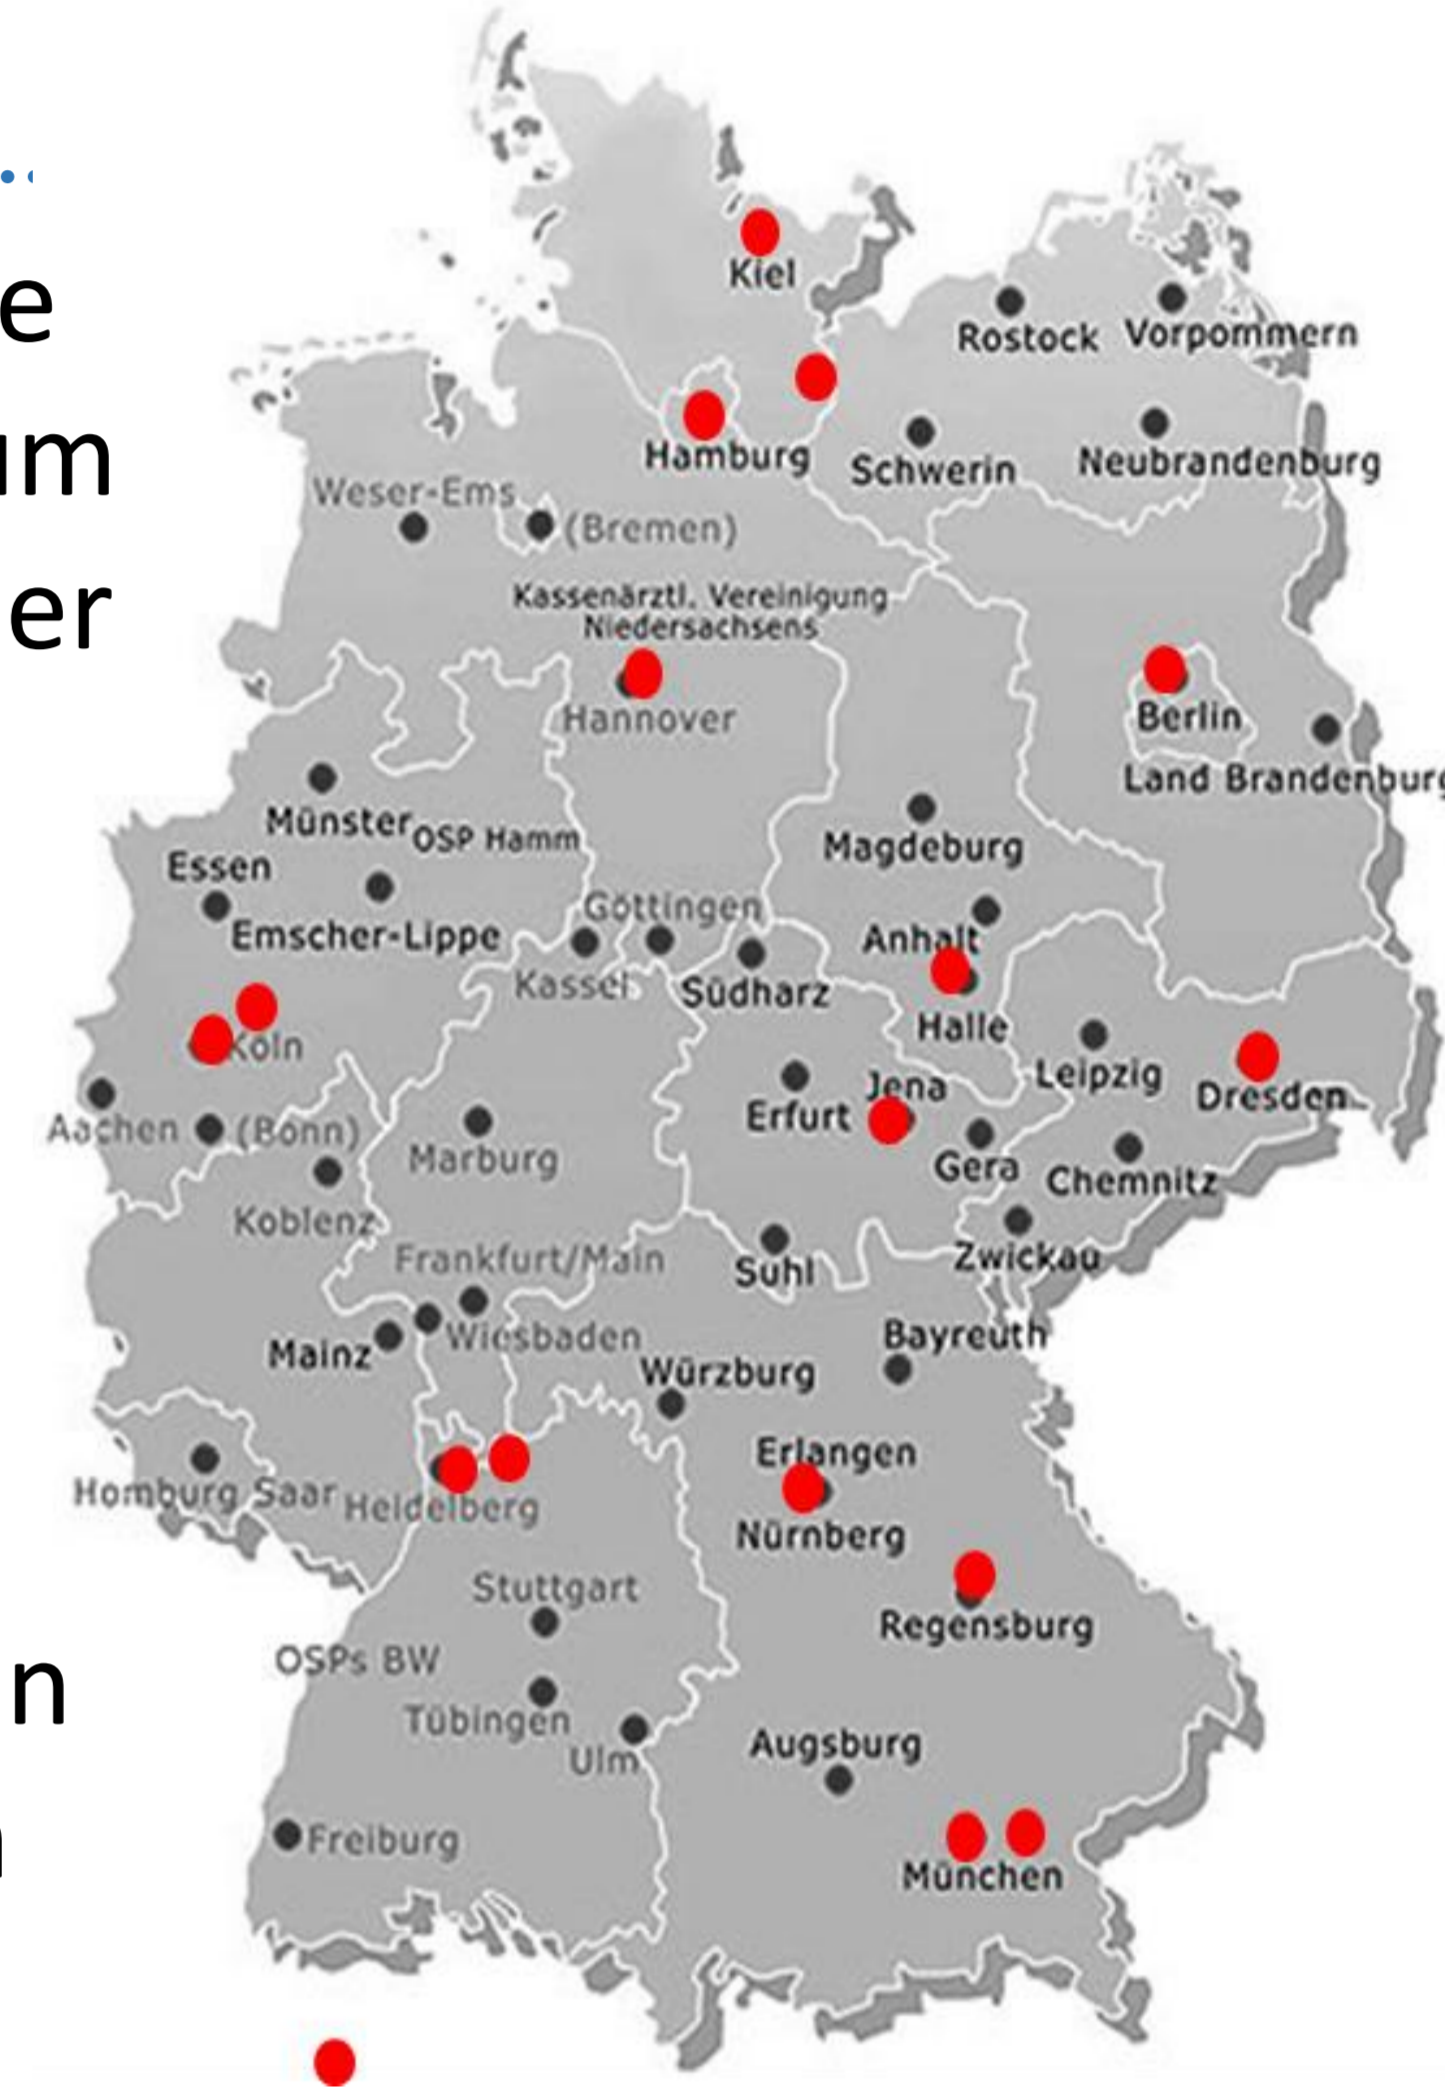 e
um
er
n
Kiel
Rostock
Vorpommern
Hamburg
Schwerin
Neubrandenburg
Weser-Ems
(Bremen)
Kassenärztl. Vereinigung
Niedersachsens
Hannover
Berlin
Land Brandenburg
Münster
OSP Hamm
Magdeburg
Essen
Emscher-Lippe
Göttingen
Anhalt
Kassel
Südharz
Halle
Köln
Leipzig
Jena
Dresden
Erfurt
Aachen
(Bonn)
Marburg
Gera
Chemnitz
Koblenz
Frankfurt/Main
Suhl
Zwickau
Mainz
Wiesbaden
Bayreuth
Würzburg
Erlangen
Homburg Saar
Heidelberg
Nürnberg
Stuttgart
Regensburg
OSPs BW
Tübingen
Ulm
Augsburg
Freiburg
München